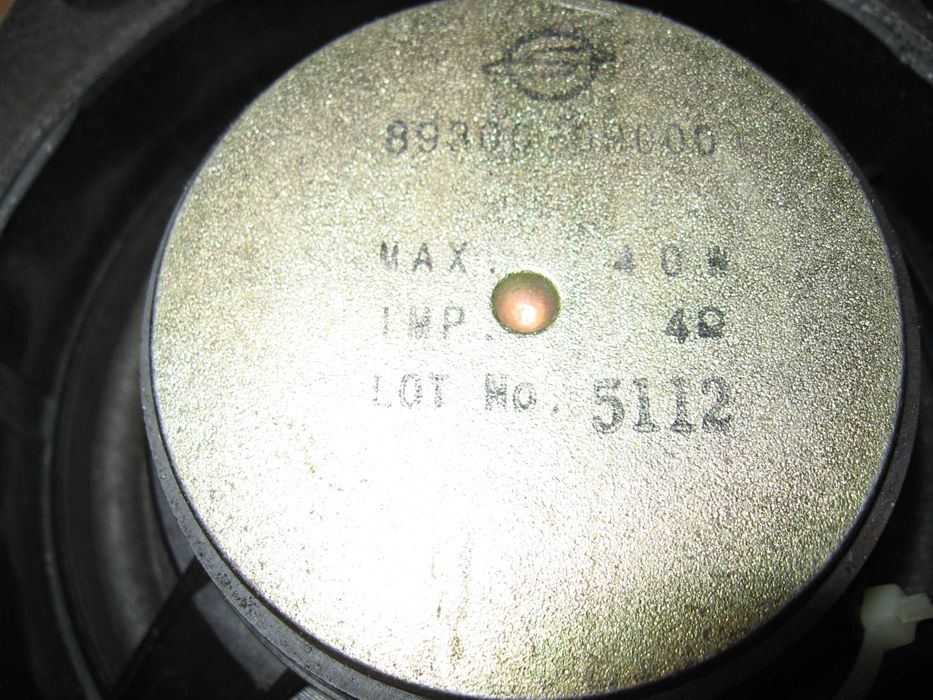 MAX. 40W
IMP. 4Ω
LOT No. 5112